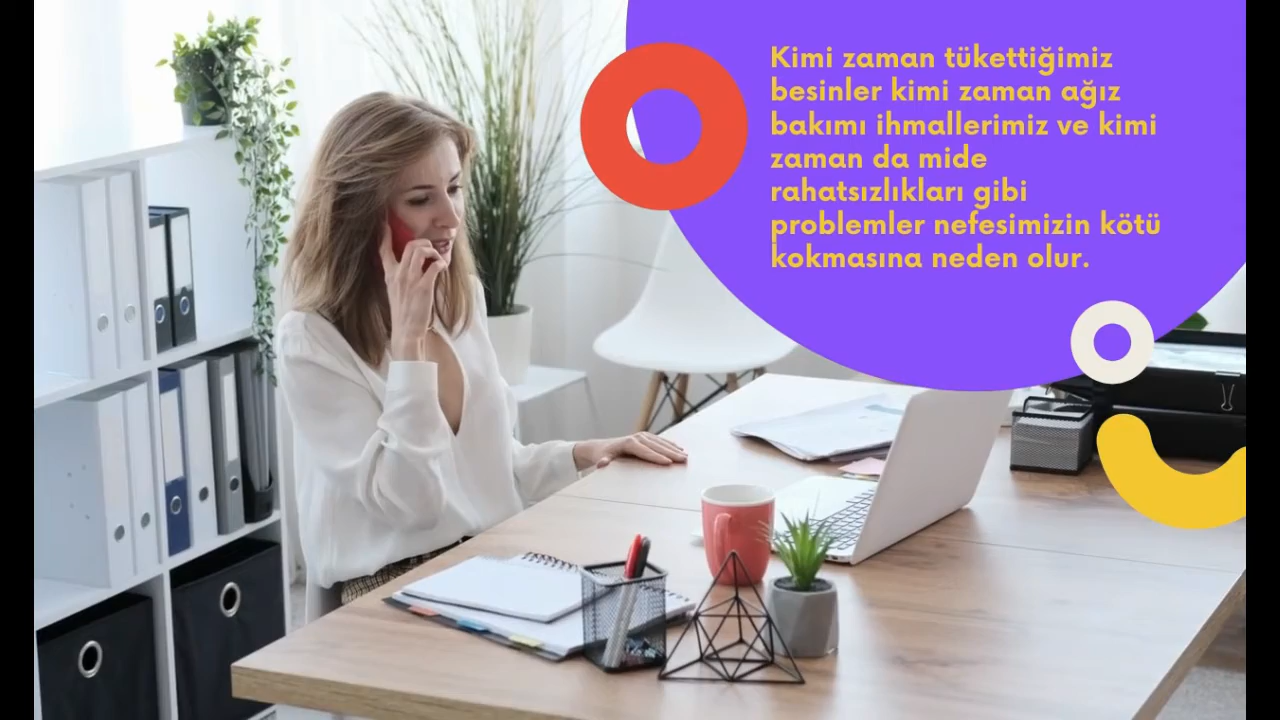 Kimi zaman tükettiğimiz
besinler kimi zaman ağız
bakımı ihmallerimiz ve kimi
zaman da mide
rahatsızlıkları gibi
problemler nefesimizin kötü
kokmasına neden olur.